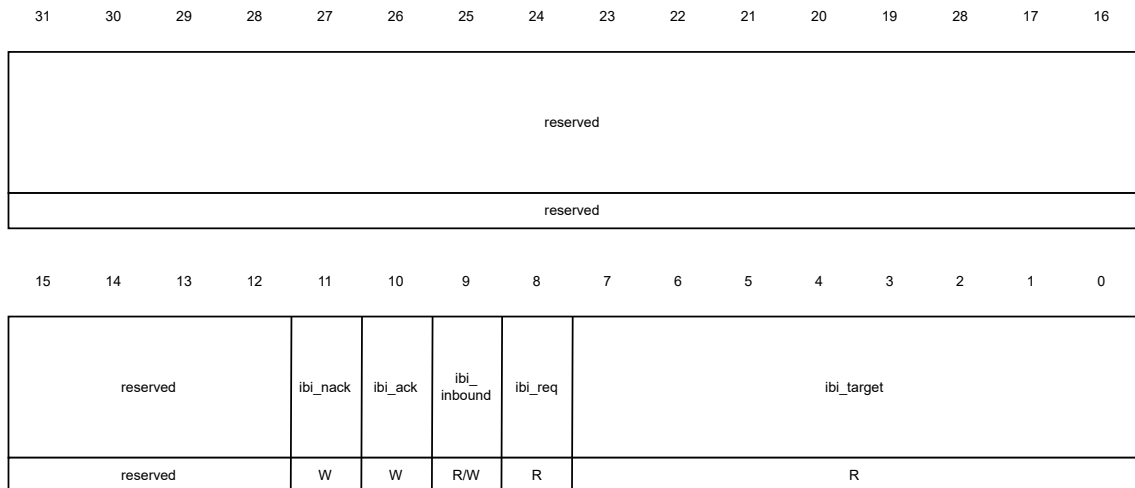 31 30 29 28 27 26 25 24 23 22 21 20 19 28 17 16
reserved
reserved
15 14 13 12 11 10 9 8 7 6 5 4 3 2 1 0
reserved ibi_nack ibi_ack ibi_ inbound ibi_req ibi_target
reserved W W R/W R R